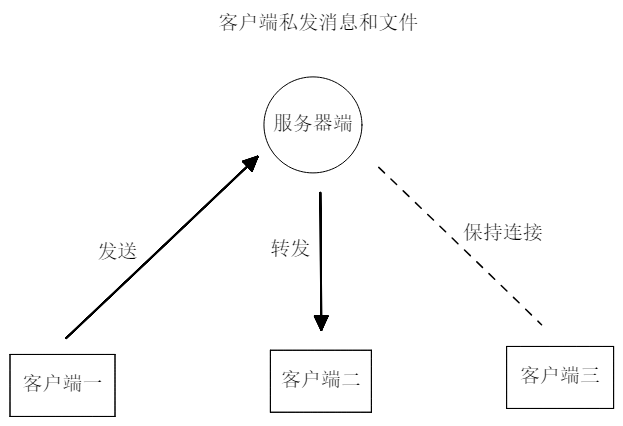 客户端私发消息和文件
服务器端
发送
转发
保持连接
客户端一
客户端二
客户端三